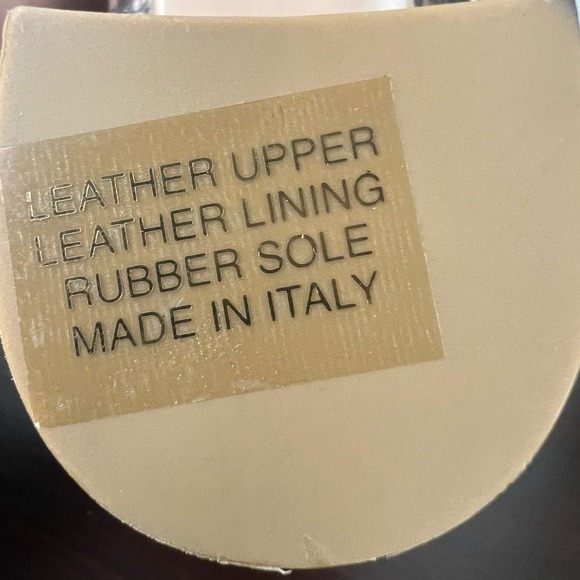 LEATHER UPPER
LEATHER LINING
RUBBER SOLE
MADE IN ITALY